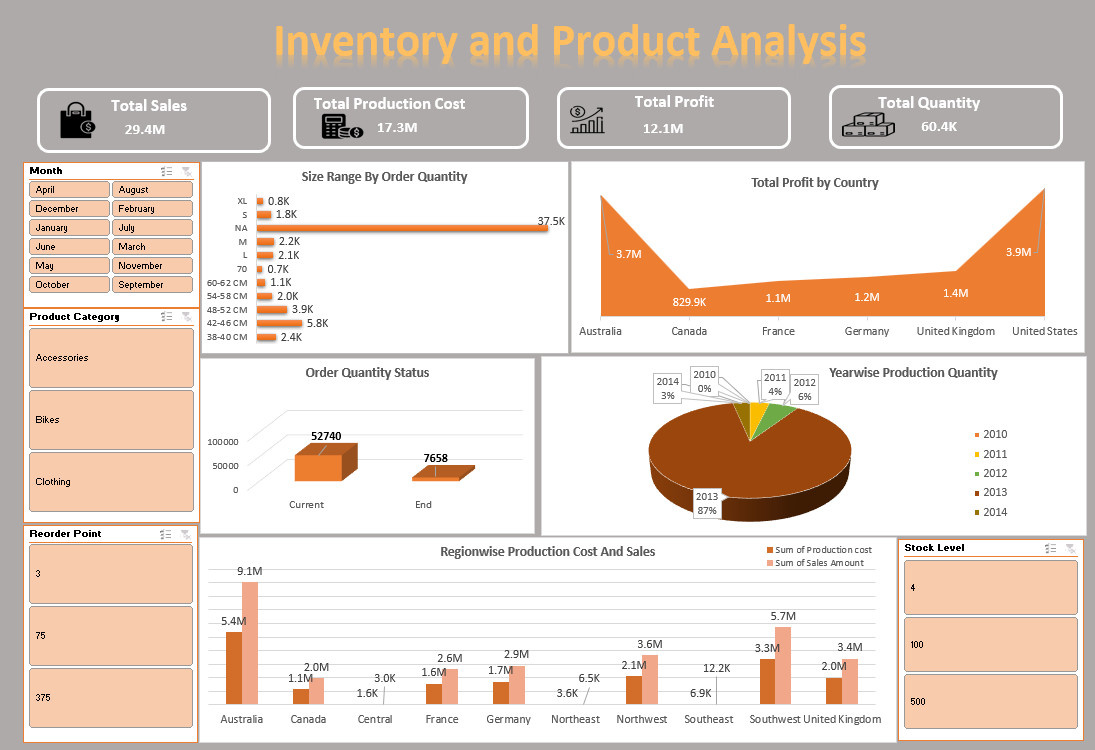 Inventory and Product Analysis
Total Sales
29.4M
Total Production Cost
17.3M
Total Profit
12.1M
Total Quantity
60.4K
Month
April August
December February
January July
June March
May November
October September
Product Category
Accessories
Bikes
Clothing
Reorder Point
3
75
375
Size Range By Order Quantity
XL 0.8K
S 1.8K
NA 37.5K
M 2.2K
L 2.1K
70 0.7K
60-62 CM 1.1K
54-58 CM 2.0K
48-52 CM 3.9K
42-46 CM 5.8K
38-40 CM 2.4K
Total Profit by Country
3.7M 829.9K 1.1M 1.2M 1.4M 3.9M
Australia Canada France Germany United Kingdom United States
Order Quantity Status
100000
50000
0
52740 7658
Current End
Yearwise Production Quantity
2014
3%
2010
0%
2011
4%
2012
6%
2013
87%
2010
2011
2012
2013
2014
Regionwise Production Cost And Sales
Sum of Production cost
Sum of Sales Amount
5.4M 9.1M 1.1M 2.0M 1.6K 3.0K 1.6M 2.6M 1.7M 2.9M 3.6K 6.5K 2.1M 3.6M 6.9K 12.2K 3.3M 5.7M 2.0M 3.4M
Australia Canada Central France Germany Northeast Northwest Southeast Southwest United Kingdom
Stock Level
4
100
500